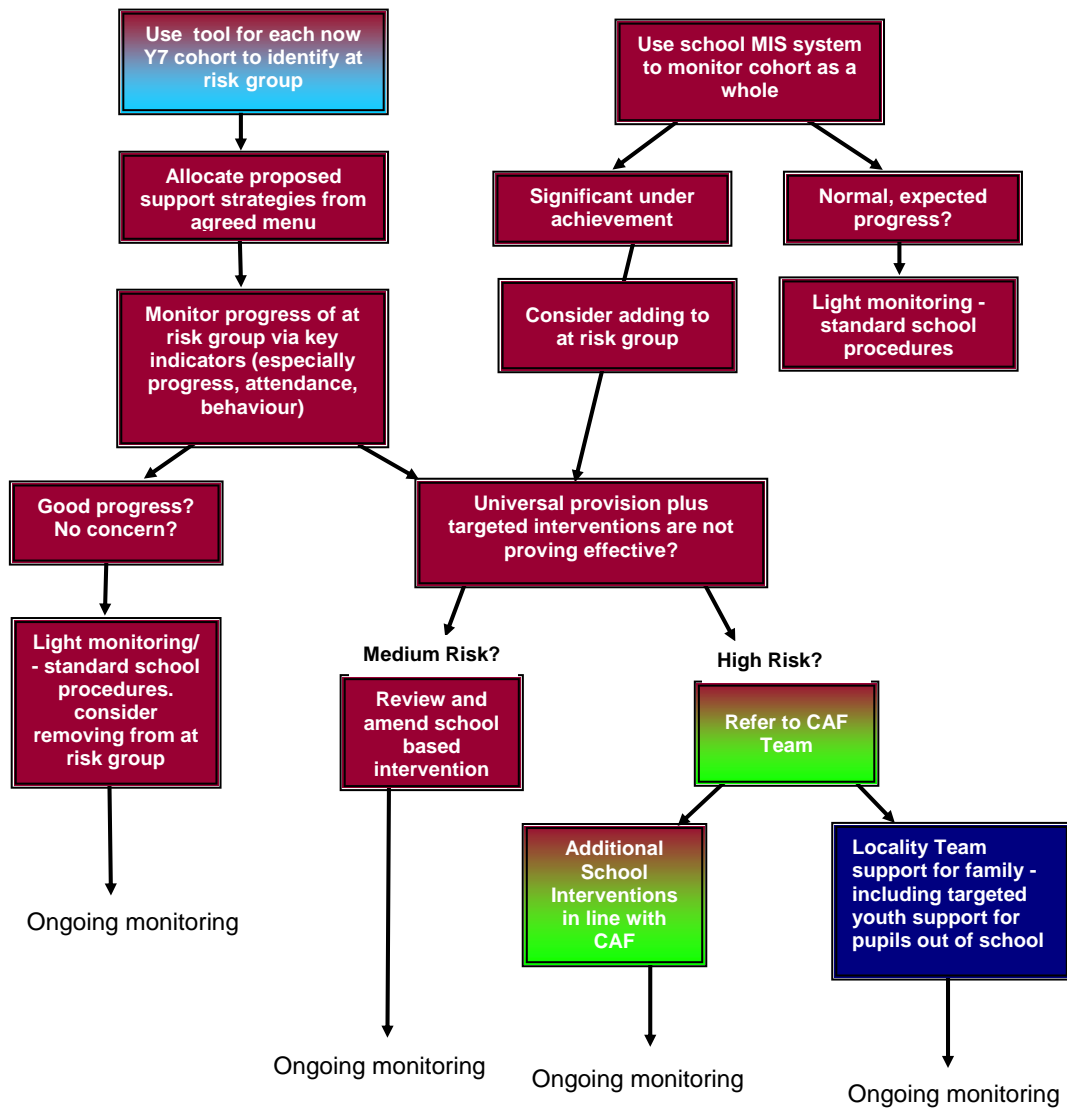 Use tool for each now
Y7 cohort to identify at
risk group
Use school MIS system
to monitor cohort as a
whole
Allocate proposed
support strategies from
agreed menu
Significant under
achievement
Normal, expected
progress?
Monitor progress of at
risk group via key
indicators (especially
progress, attendance,
behaviour)
Consider adding to
at risk group
Light monitoring -
standard school
procedures
Good progress?
No concern?
Universal provision plus
targeted interventions are not
proving effective?
Light monitoring/
- standard school
procedures.
consider
removing from at
risk group
Medium Risk?
High Risk?
Review and
amend school
based
intervention
Refer to CAF
Team
Additional
School
Interventions
in line with
CAF
Locality Team
support for family -
including targeted
youth support for
pupils out of school
Ongoing monitoring
Ongoing monitoring
Ongoing monitoring
Ongoing monitoring